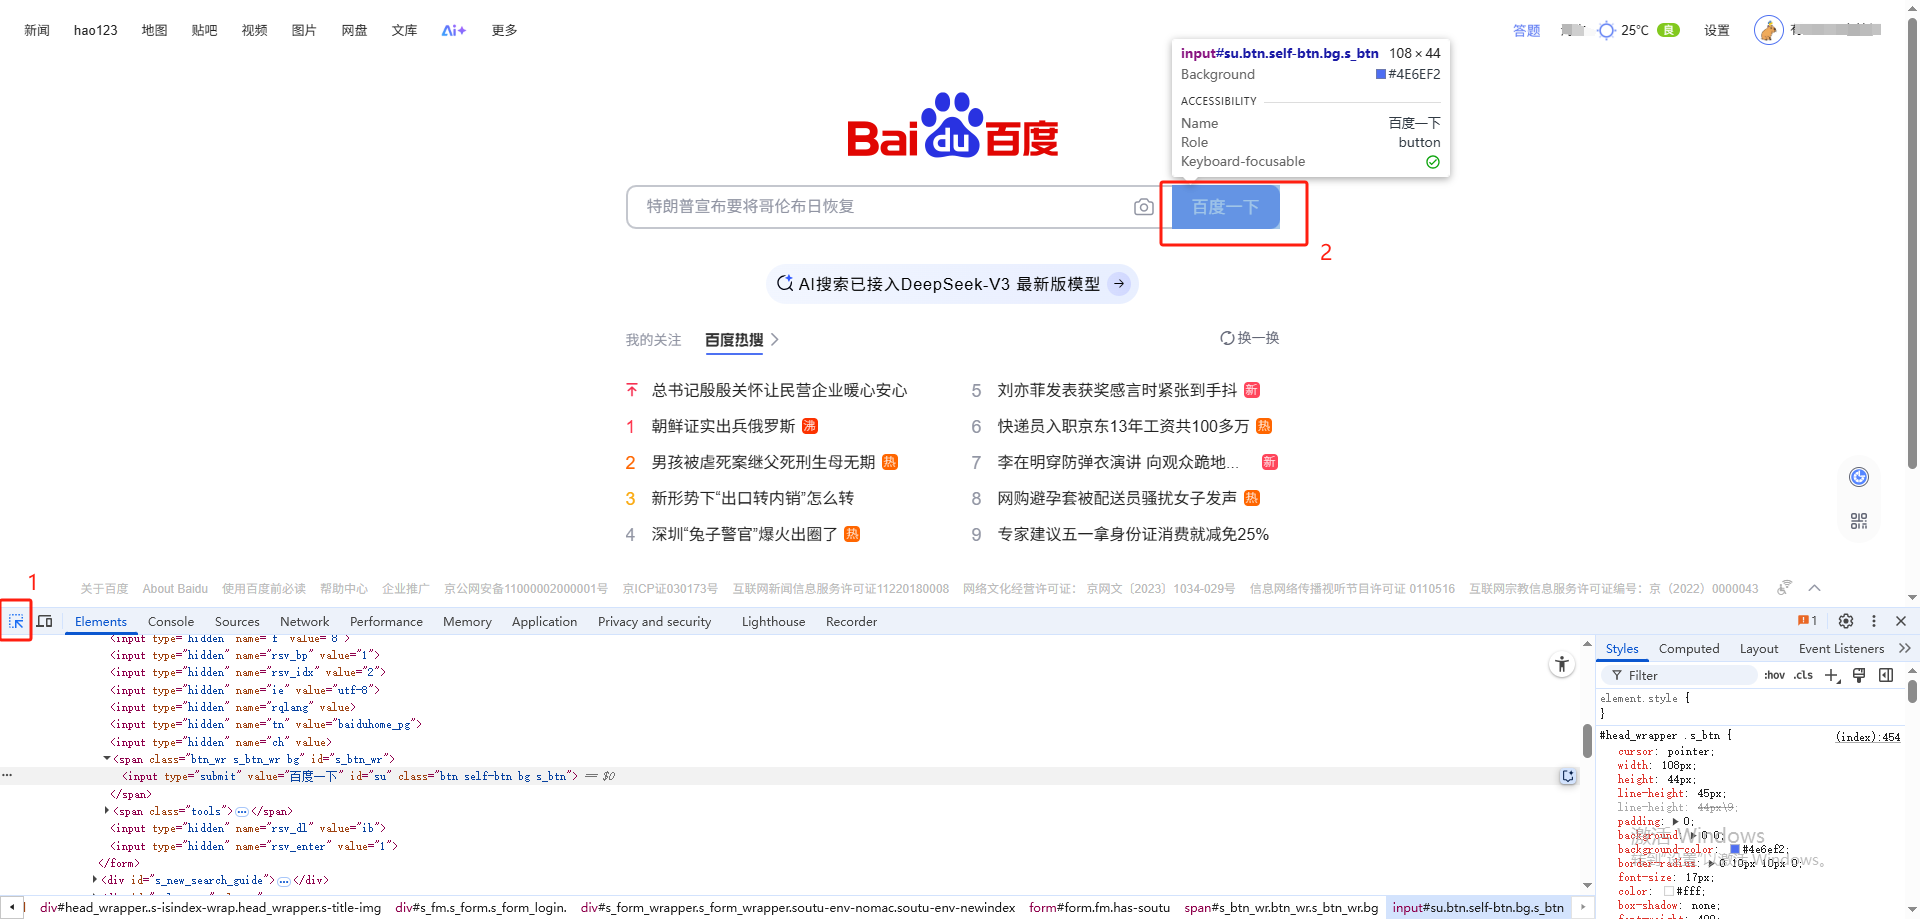 新闻 hao123 地图 贴吧 视频 图片 网盘 文库 Ai+ 更多
答题 25℃ 良 设置
input#su.btn.self-btn.bg.s_btn 108 × 44
Background #4E6EF2
ACCESSIBILITY
Name 百度一下
Role button
Keyboard-focusable
Bai du 百度
特朗普宣布要将哥伦布日恢复 百度一下
2
AI搜索已接入DeepSeek-V3 最新版模型
我的关注 百度热搜 换一换
总书记殷殷关怀让民营企业暖心安心
1 朝鲜证实出兵俄罗斯 沸
2 男孩被虐死案继父死刑生母无期 热
3 新形势下“出口转内销”怎么转
4 深圳“兔子警官”爆火出圈了 热
5 刘亦菲发表获奖感言时紧张到手抖 新
6 快递员入职京东13年工资共100多万 热
7 李在明穿防弹衣演讲 向观众跪地... 新
8 网购避孕套被配送员骚扰女子发声 热
9 专家建议五一拿身份证消费就减免25%
1
关于百度 About Baidu 使用百度前必读 帮助中心 企业推广 京公网安备11000002000001号 京ICP证030173号 互联网新闻信息服务许可证11220180008 网络文化经营许可证： 京网文〔2023〕1034-029号 信息网络传播视听节目许可证 0110516 互联网宗教信息服务许可证编号：京（2022）0000043
Elements Console Sources Network Performance Memory Application Privacy and security Lighthouse Recorder 1
<input type="hidden" name="f" value="8">
<input type="hidden" name="rsv_bp" value="1">
<input type="hidden" name="rsv_idx" value="2">
<input type="hidden" name="ie" value="utf-8">
<input type="hidden" name="rqlang" value>
<input type="hidden" name="tn" value="baiduhome_pg">
<input type="hidden" name="ch" value>
<span class="btn_wr s_btn_wr bg" id="s_btn_wr">
<input type="submit" value="百度一下" id="su" class="btn self-btn bg s_btn"> == $0
</span>
<span class="tools">…</span>
<input type="hidden" name="rsv_dl" value="ib">
<input type="hidden" name="rsv_enter" value="1">
</form>
<div id="s_new_search_guide">…</div>
div#head_wrapper.s-isindex-wrap.head_wrapper.s-title-img div#s_fm.s_form.s_form_login. div#s_form_wrapper.s_form_wrapper.soutu-env-nomac.soutu-env-newindex form#form.fm.has-soutu span#s_btn_wr.btn_wr.s_btn_wr.bg input#su.btn.self-btn.bg.s_btn
Styles Computed Layout Event Listeners
Filter :hov .cls
element.style {
}
#head_wrapper .s_btn { (index):454
cursor: pointer;
width: 108px;
height: 44px;
line-height: 45px;
line-height: 44px\9;
padding: 0;
background: 0 0;
background-color: #4e6ef2;
border-radius: 0 10px 10px 0;
font-size: 17px;
color: #fff;
box-shadow: none;
font-weight: 400;
激活 Windows
转到“设置”以激活 Windows。